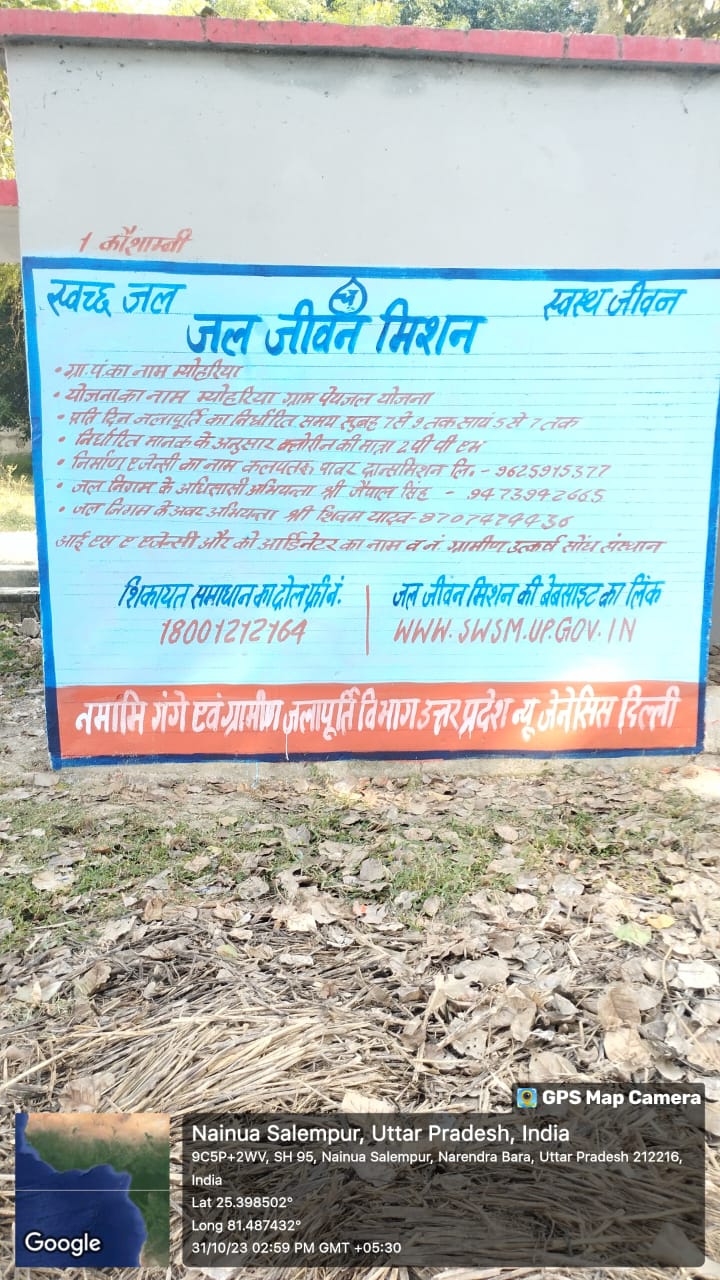 1 कौशाम्बी
स्वच्छ जल
स्वस्थ जीवन
जल जीवन मिशन
• ग्रा.पं.का नाम म्योहरिया
• योजना का नाम म्योहरिया ग्राम पेयजल योजना
• प्रति दिन जलापूर्ति का निर्धारित समय सुबह 7 से 9 तक सायं 5 से 7 तक
• निर्धारित मानक के अनुसार क्लोरीन की मात्रा 2 पी पी एम
• निर्माण एजेन्सी का नाम कल्पतरू पावर ट्रान्समिशन लि. - 9625915377
• जल निगम के अधिसासी अभियन्ता श्री जैपाल सिंह - 9473942665
• जल निगम के अवर अभियन्ता श्री शिवम यादव-
आई एस ए एजेन्सी और को आर्डिनेटर का नाम व नं. ग्रामीण उत्कर्ष सोंध संस्थान
शिकायत समाधान का टोल फ्री नं.
18001212164
जल जीवन मिशन की बेबसाइट का लिंक
WWW.SWSM.UP.GOV.IN
नमामि गंगे एवं ग्रामीण जलापूर्ति विभाग उत्तर प्रदेश न्यू जेनेसिस दिल्ली
GPS Map Camera
Nainua Salempur, Uttar Pradesh, India
9C5P+2WV, SH 95, Nainua Salempur, Narendra Bara, Uttar Pradesh 212216,
India
Lat 25.398502°
Long 81.487432°
31/10/23 02:59 PM GMT +05:30
Google